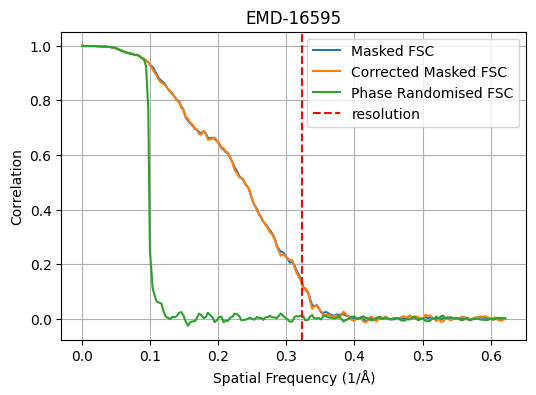 EMD-16595
Masked FSC
Corrected Masked FSC
Phase Randomised FSC
resolution
Correlation
1.0
0.8
0.6
0.4
0.2
0.0
0.0 0.1 0.2 0.3 0.4 0.5 0.6
Spatial Frequency (1/Å)